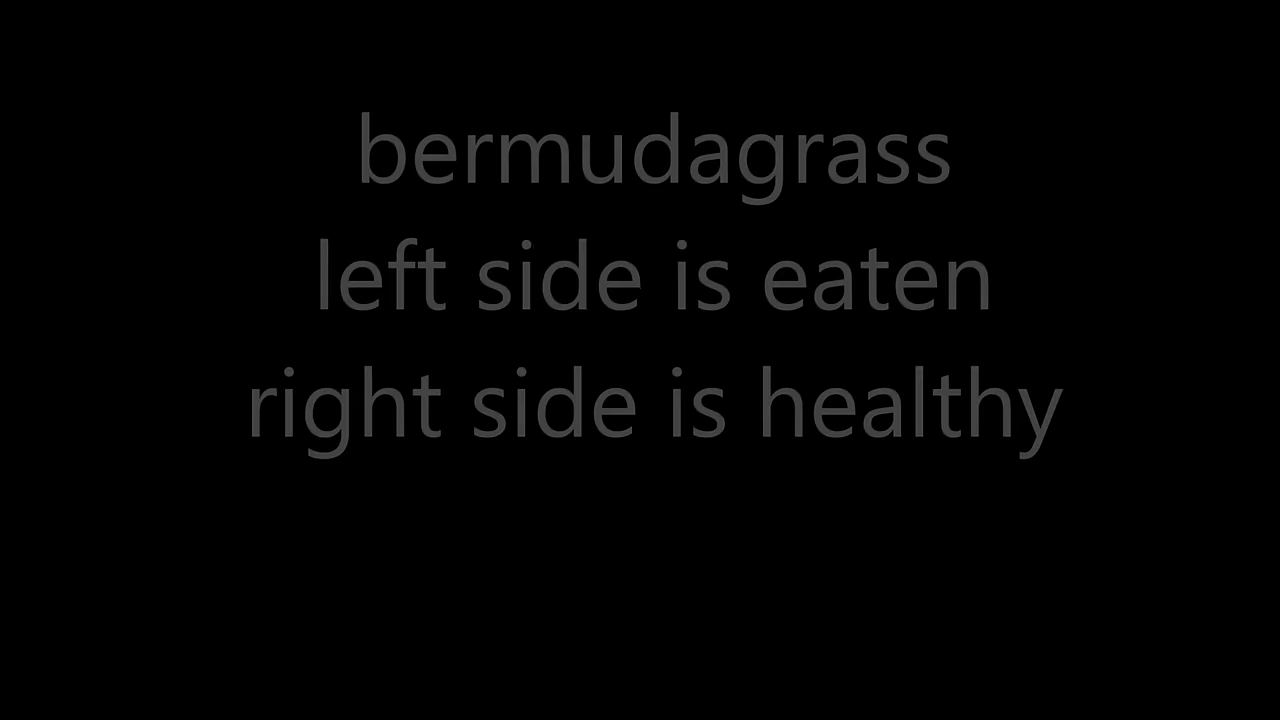 bermudagrass
left side is eaten
right side is healthy